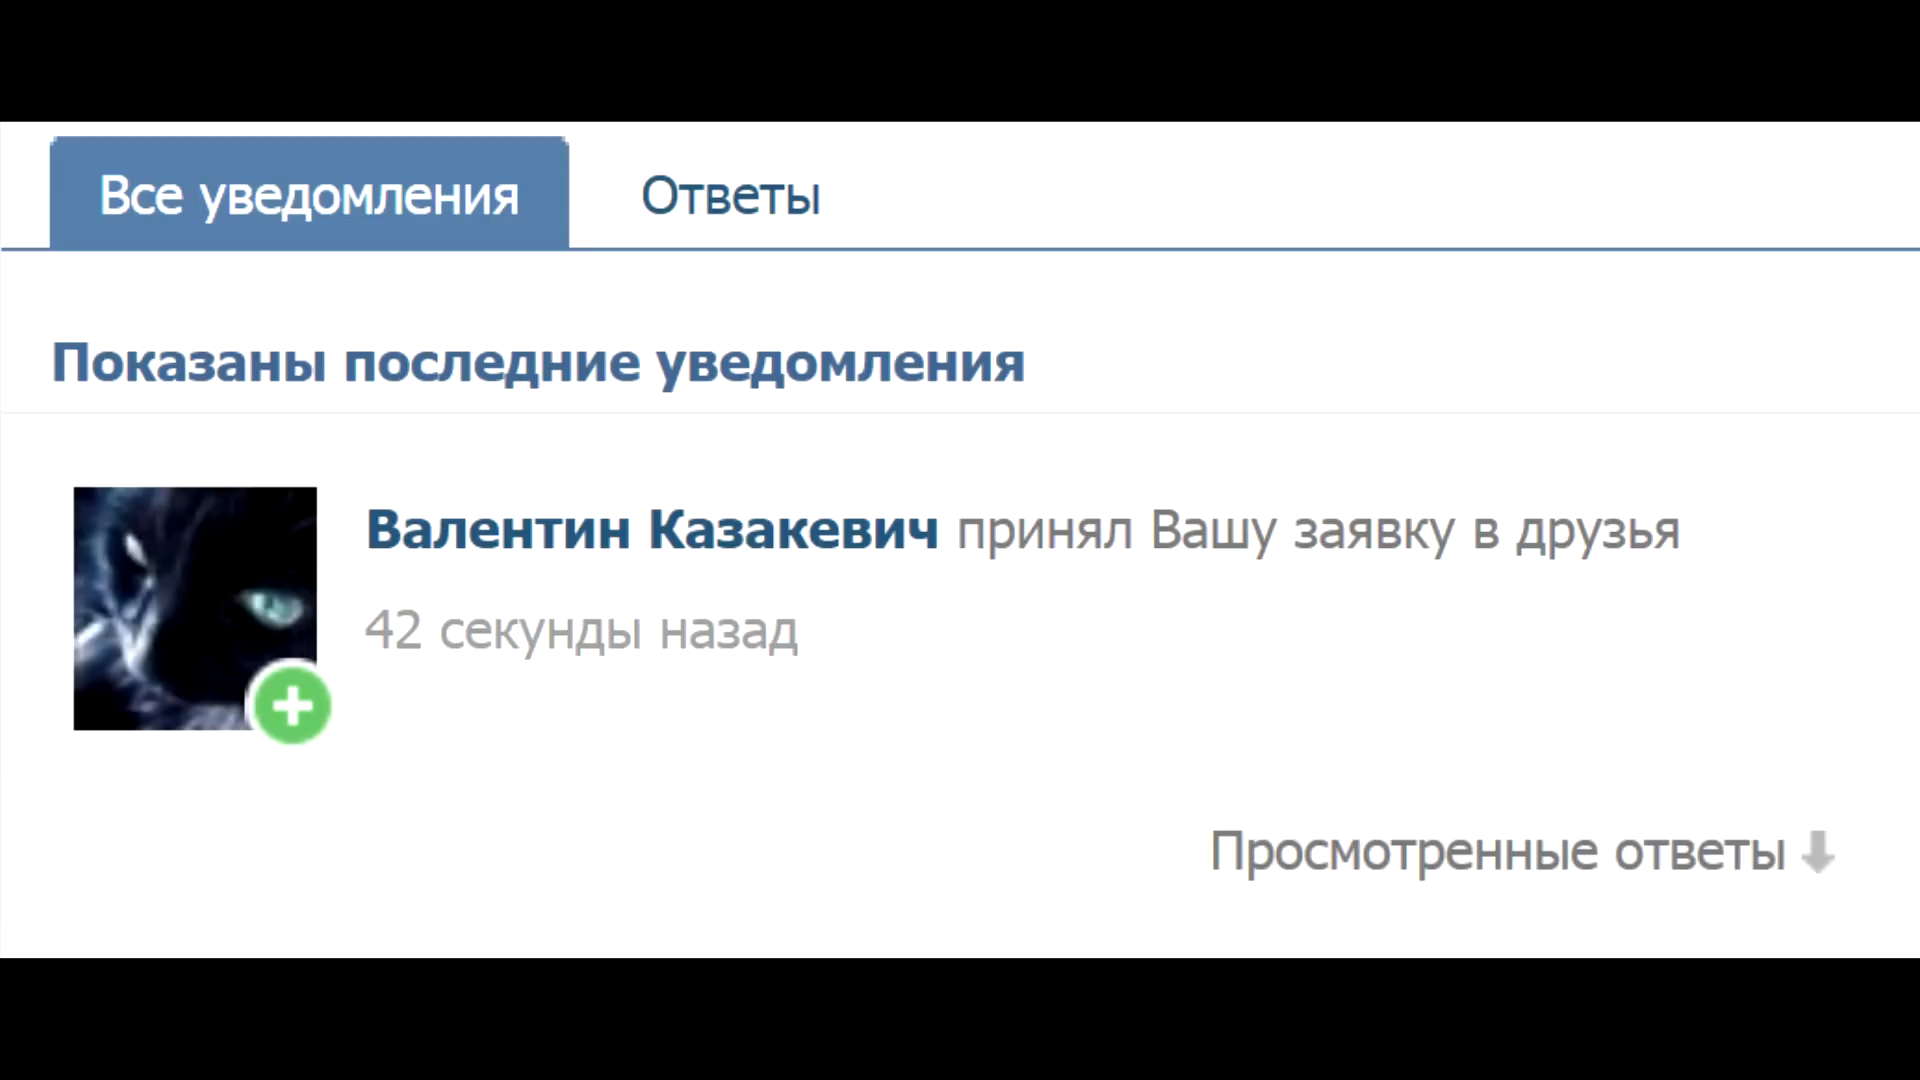 Все уведомления Ответы
Показаны последние уведомления
Валентин Казакевич принял Вашу заявку в друзья
42 секунды назад
Просмотренные ответы